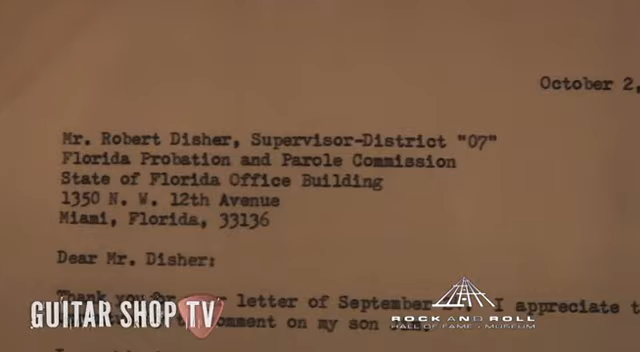 October 2,
Mr. Robert Disher, Supervisor-District "07"
Florida Probation and Parole Commission
State of Florida Office Building
1350 N. W. 12th Avenue
Miami, Florida, 33136
Dear Mr. Disher:
Thank you letter of September I appreciate
comment on my son
GUITAR SHOP TV
ROCK AND ROLL
HALL OF FAME + MUSEUM